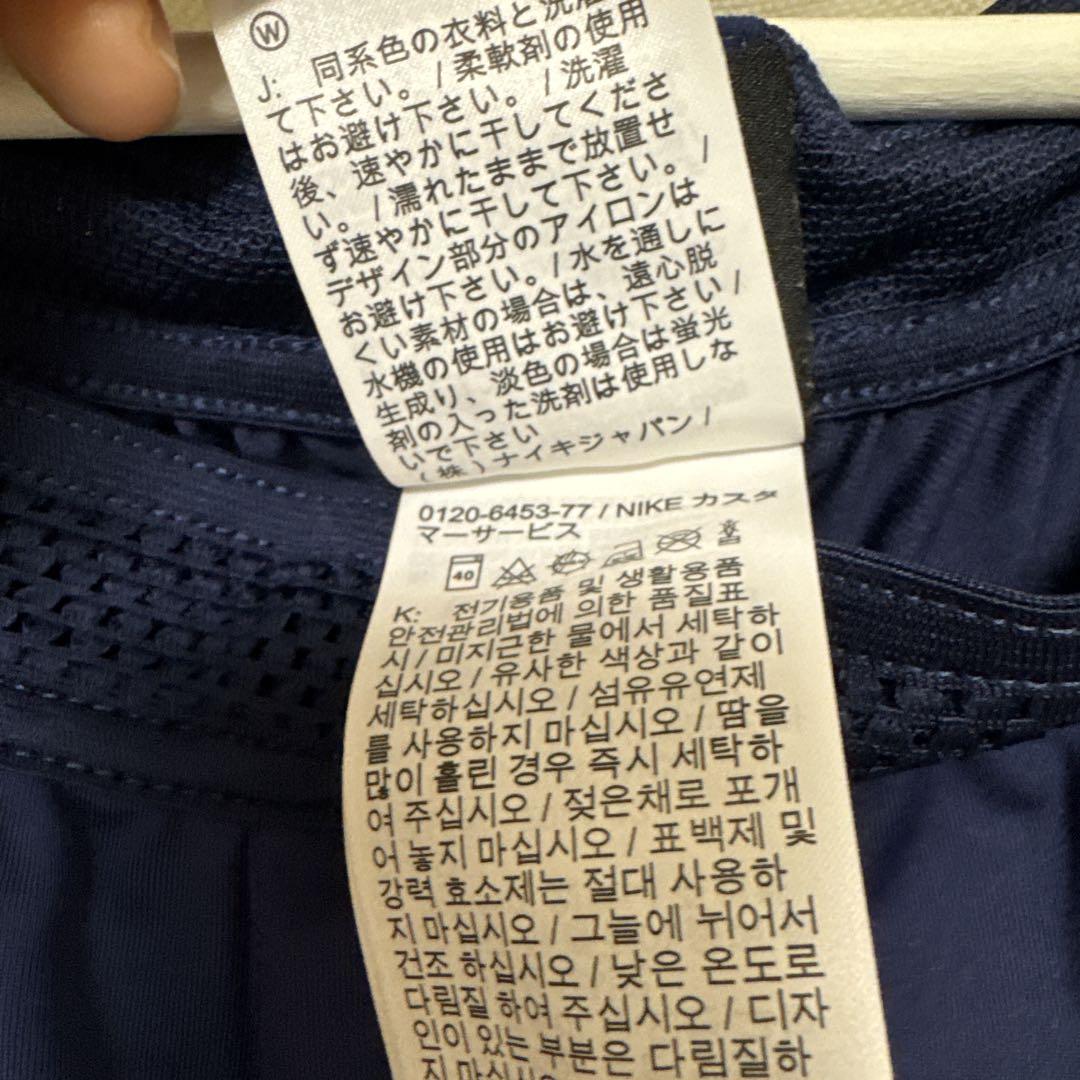 W
J: 同系色の衣料と洗濯し
て下さい。/柔軟剤の使用
はお避け下さい。/洗濯
後、速やかに干してくださ
い。/濡れたままで放置せ
ず速やかに干して下さい。/
デザイン部分のアイロンは
お避け下さい。/水を通しに
くい素材の場合は、遠心脱
水機の使用はお避け下さい/
生成り、淡色の場合は蛍光
剤の入った洗剤は使用しな
いで下さい
(株)ナイキジャパン/
0120-6453-77 / NIKE カスタ
マーサービス
40
K: 전기용품 및 생활용품
안전관리법에 의한 품질표
시/미지근한 물에서 세탁하
십시오/유사한 색상과 같이
세탁하십시오/섬유유연제
를 사용하지 마십시오/땀을
많이 흘린 경우 즉시 세탁하
여 주십시오/젖은채로 포개
어 놓지 마십시오/표백제 및
강력 효소제는 절대 사용하
지 마십시오/그늘에 뉘어서
건조 하십시오/낮은 온도로
다림질 하여 주십시오/디자
인이 있는 부분은 다림질하
지 마십시오